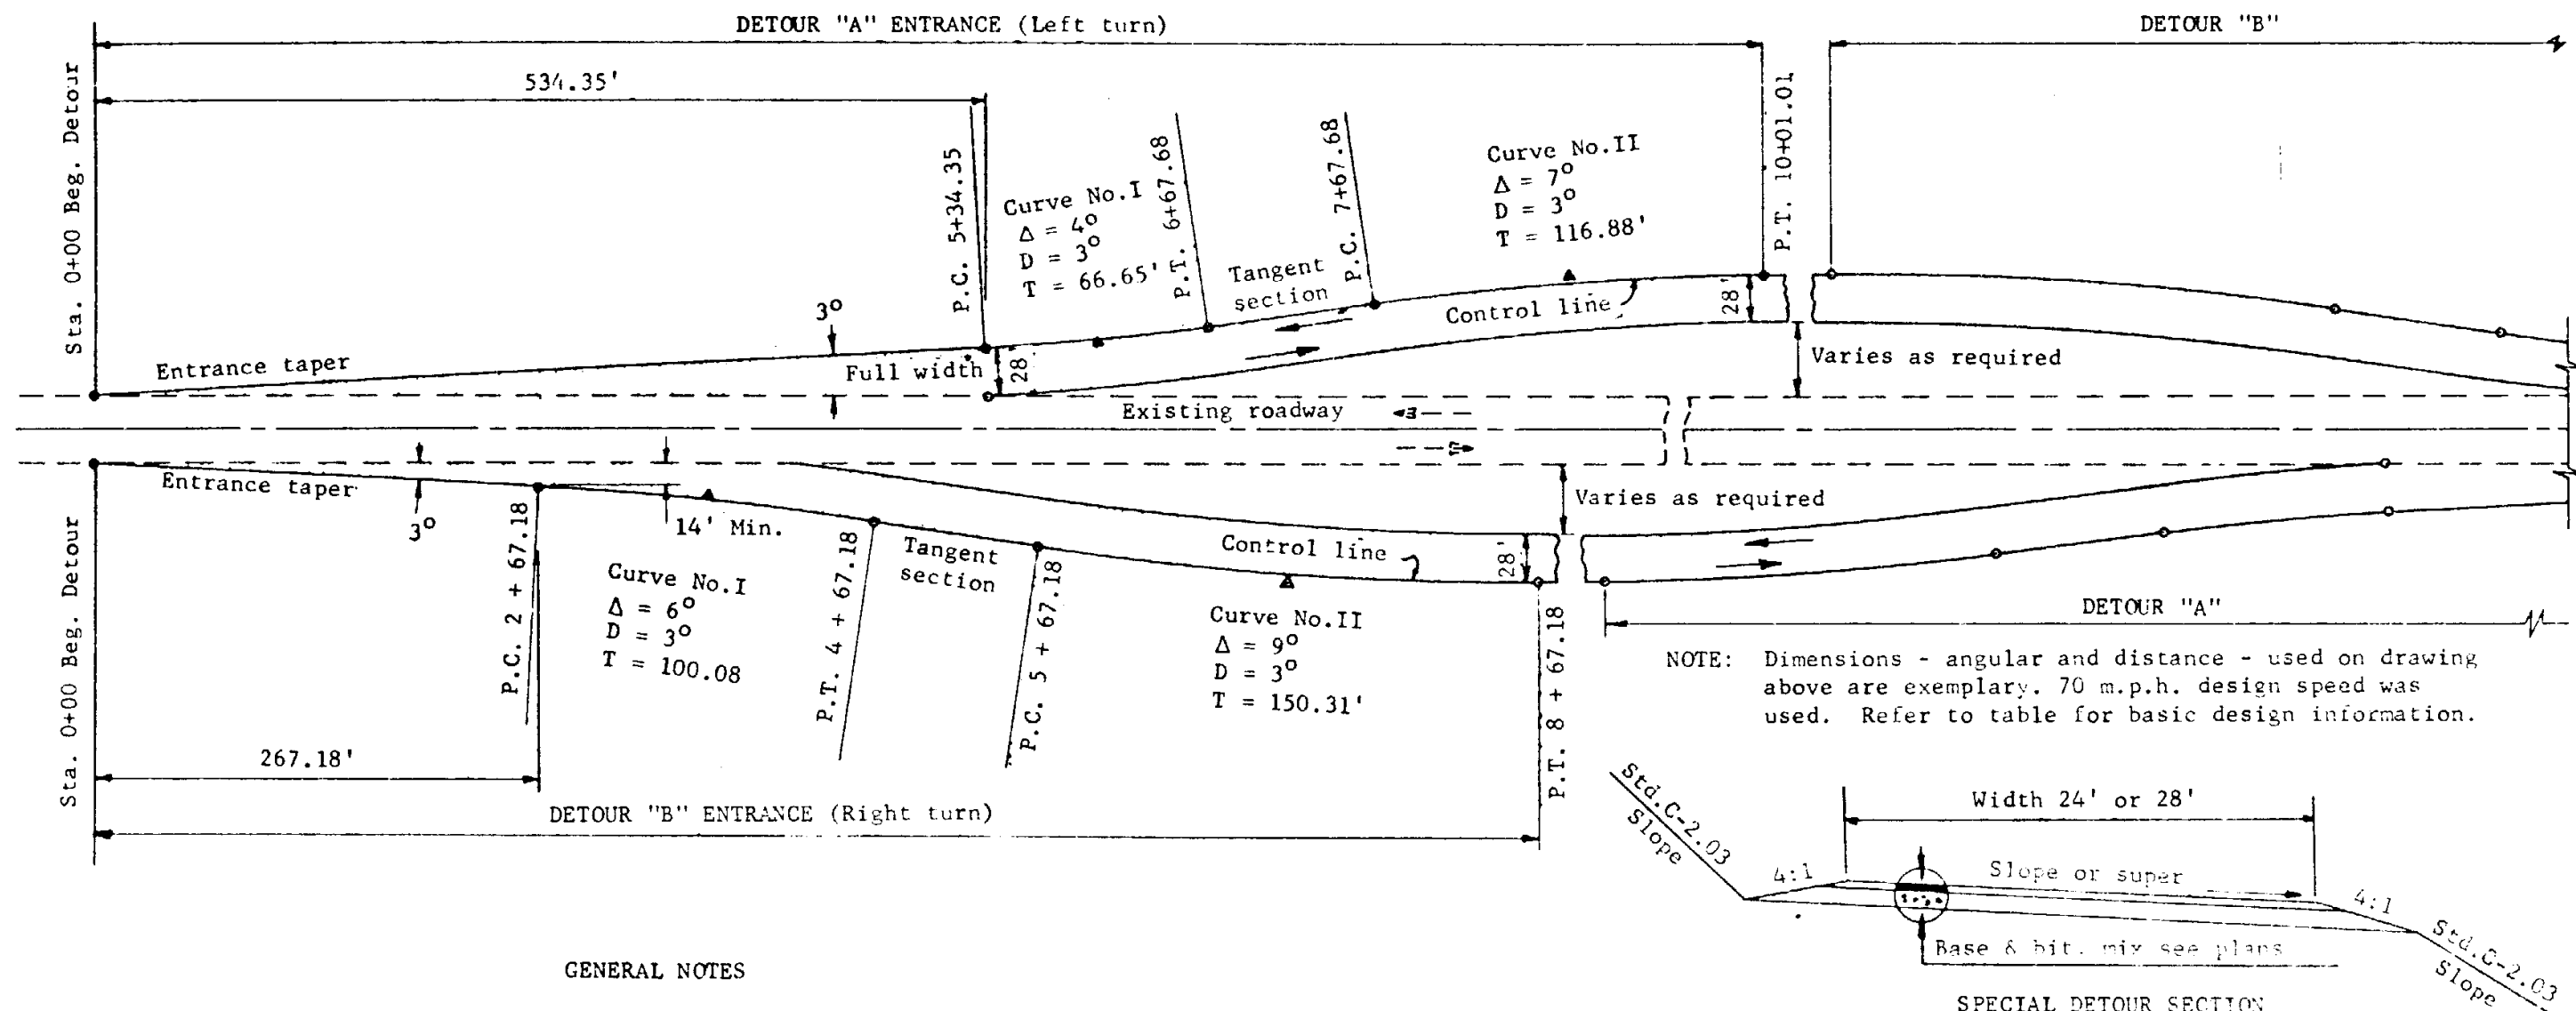 DETOUR "A" ENTRANCE (Left turn)
DETOUR "B"
534.35'
Sta. 0+00 Beg. Detour
P.C. 5+34.35
Curve No.I
Δ = 4°
D = 3°
T = 66.65'
P.T. 6+67.68
Tangent
section
P.C. 7+67.68
Curve No.II
Δ = 7°
D = 3°
T = 116.88'
P.T. 10+01.01
3°
Entrance taper
Full width
28'
Control line
28'
Varies as required
Existing roadway
Entrance taper
3°
14' Min.
Varies as required
Sta. 0+00 Beg. Detour
P.C. 2 + 67.18
Curve No.I
Δ = 6°
D = 3°
T = 100.08
P.T. 4 + 67.18
Tangent
section
P.C. 5 + 67.18
Control line
28'
Curve No.II
Δ = 9°
D = 3°
T = 150.31'
P.T. 8 + 67.18
DETOUR "A"
267.18'
DETOUR "B" ENTRANCE (Right turn)
NOTE: Dimensions - angular and distance - used on drawing
above are exemplary. 70 m.p.h. design speed was
used. Refer to table for basic design information.
Std.C-2.03
Slope
Width 24' or 28'
4:1
Slope or super
4:1
Std.C-2.03
Slope
Base & bit. mix see plans
GENERAL NOTES
SPECIAL DETOUR SECTION